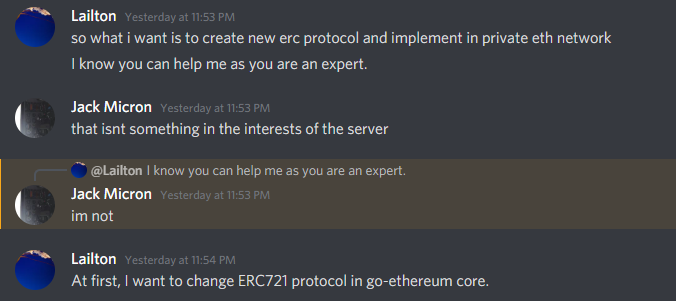 Lailton Yesterday at 11:53 PM
so what i want is to create new erc protocol and implement in private eth network
I know you can help me as you are an expert.
Jack Micron Yesterday at 11:53 PM
that isnt something in the interests of the server
@Lailton I know you can help me as you are an expert.
Jack Micron Yesterday at 11:53 PM
im not
Lailton Yesterday at 11:54 PM
At first, I want to change ERC721 protocol in go-ethereum core.